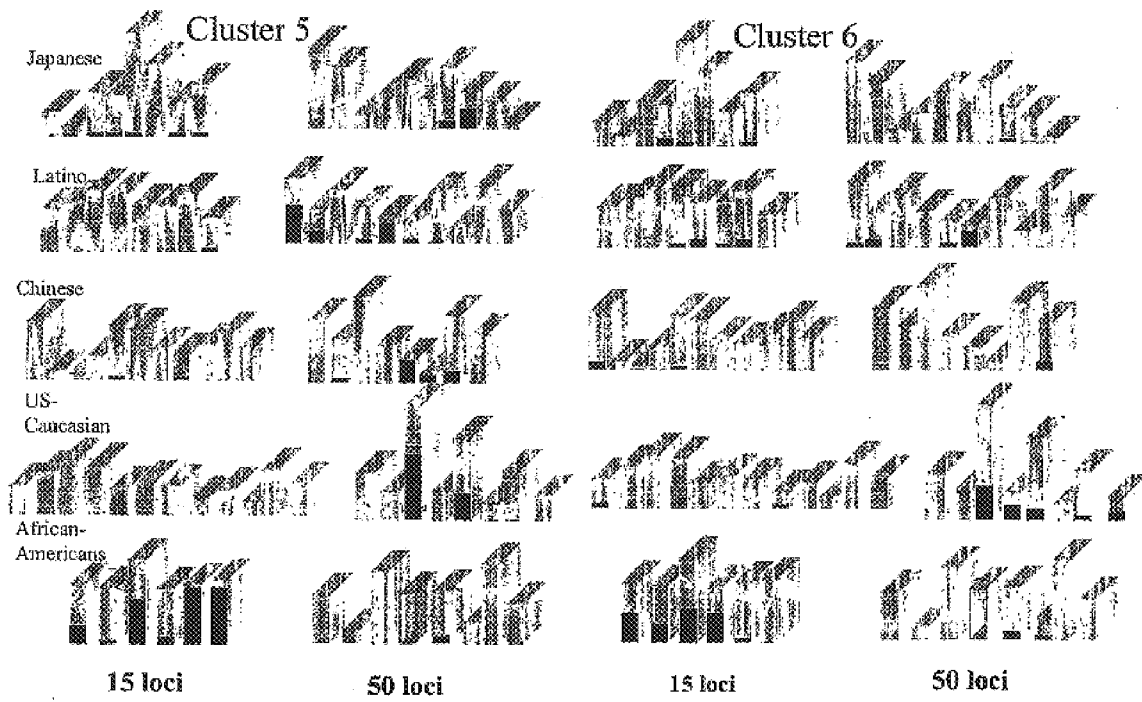 Cluster 5
Cluster 6
Japanese
Latino
Chinese
US-
Caucasian
African-
Americans
15 loci
50 loci
15 loci
50 loci